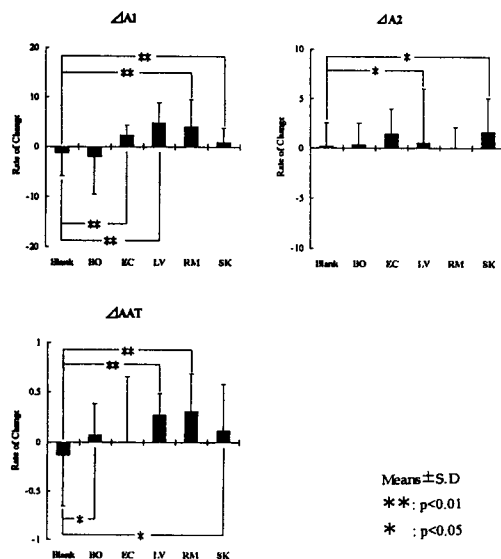 ⊿A1
20
10
0
-10
-20
Rate of Change
**
**
**
**
Blank BO EC LV RM SK
⊿A2
10
5
0
-5
-10
Rate of Change
*
*
Blank BO EC LV RM SK
⊿AAT
1
0.5
0
-0.5
-1
Rate of Change
**
**
*
*
Blank BO EC LV RM SK
Means±S.D
**: p<0.01
* : p<0.05